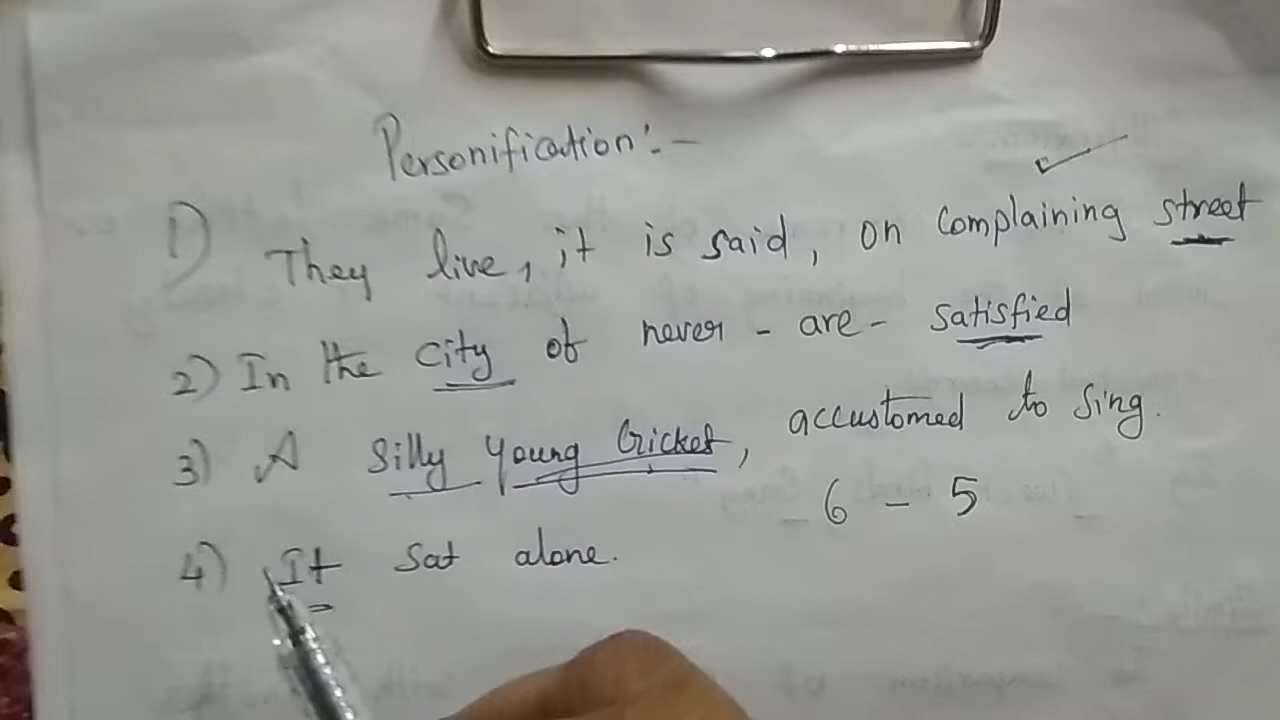 Personification:-
1) They live, it is said, on complaining street
2) In the city of never - are - satisfied
3) A silly young cricket, accustomed to sing.
6 - 5
4) It sat alone.